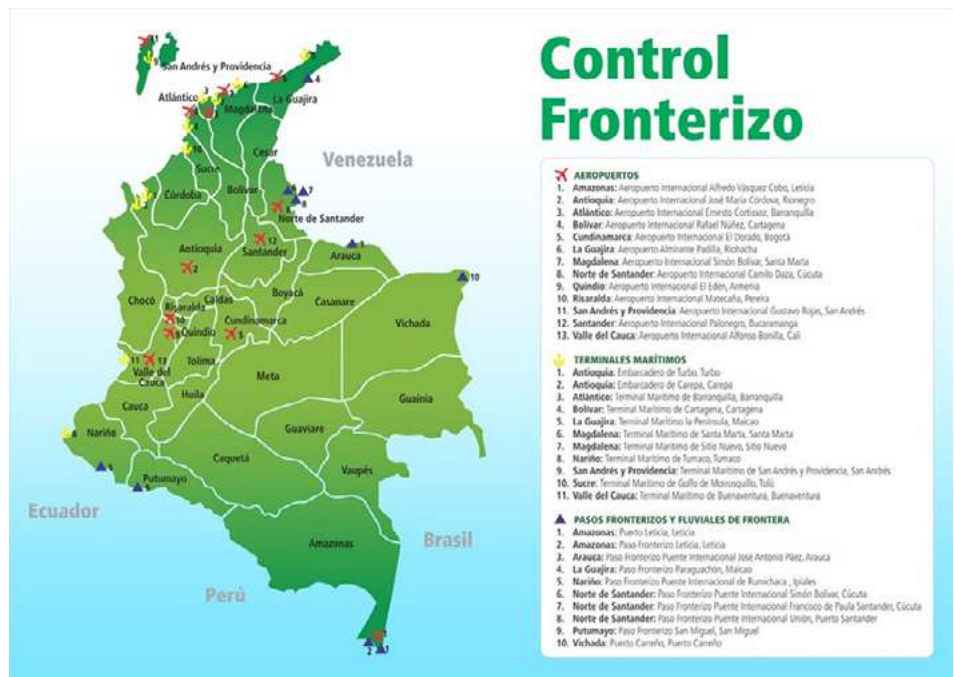 Control
Fronterizo
AEROPUERTOS
1. Amazonas: Aeropuerto Internacional Alfredo Vásquez Cobo, Leticia
2. Antioquia: Aeropuerto Internacional José María Córdova, Rionegro
3. Atlántico: Aeropuerto Internacional Ernesto Cortissoz, Barranquilla
4. Bolívar: Aeropuerto Internacional Rafael Núñez, Cartagena
5. Cundinamarca: Aeropuerto Internacional El Dorado, Bogotá
6. La Guajira: Aeropuerto Almirante Padilla, Riohacha
7. Magdalena: Aeropuerto Internacional Simón Bolívar, Santa Marta
8. Norte de Santander: Aeropuerto Internacional Camilo Daza, Cúcuta
9. Quindío: Aeropuerto Internacional El Edén, Armenia
10. Risaralda: Aeropuerto Internacional Matecaña, Pereira
11. San Andrés y Providencia: Aeropuerto Internacional Gustavo Rojas, San Andrés
12. Santander: Aeropuerto Internacional Palonegro, Bucaramanga
13. Valle del Cauca: Aeropuerto Internacional Alfonso Bonilla, Cali
TERMINALES MARÍTIMOS
1. Antioquia: Embarcadero de Turbo, Turbo
2. Antioquia: Embarcadero de Carepa, Carepa
3. Atlántico: Terminal Marítimo de Barranquilla, Barranquilla
4. Bolívar: Terminal Marítimo de Cartagena, Cartagena
5. La Guajira: Terminal Marítimo la Península, Maicao
6. Magdalena: Terminal Marítimo de Santa Marta, Santa Marta
7. Magdalena: Terminal Marítimo de Sitio Nuevo, Sitio Nuevo
8. Nariño: Terminal Marítimo de Tumaco, Tumaco
9. San Andrés y Providencia: Terminal Marítimo de San Andrés y Providencia, San Andrés
10. Sucre: Terminal Marítimo de Golfo de Morrosquillo, Tolú
11. Valle del Cauca: Terminal Marítimo de Buenaventura, Buenaventura
PASOS FRONTERIZOS Y FLUVIALES DE FRONTERA
1. Amazonas: Puerto Leticia, Leticia
2. Amazonas: Paso Fronterizo Leticia, Leticia
3. Arauca: Paso Fronterizo Puente Internacional José Antonio Páez, Arauca
4. La Guajira: Paso Fronterizo Paraguachón, Maicao
5. Nariño: Paso Fronterizo Puente Internacional de Rumichaca , Ipiales
6. Norte de Santander: Paso Fronterizo Puente Internacional Simón Bolívar, Cúcuta
7. Norte de Santander: Paso Fronterizo Puente Internacional Francisco de Paula Santander, Cúcuta
8. Norte de Santander: Paso Fronterizo Puente Internacional Unión, Puerto Santander
9. Putumayo: Paso Fronterizo San Miguel, San Miguel
10. Vichada: Puerto Carreño, Puerto Carreño
San Andrés y Providencia
Atlántico
Magdalena
La Guajira
Cesar
Venezuela
Sucre
Córdoba
Bolívar
Norte de Santander
Antioquia
Santander
Arauca
Boyacá
Casanare
Chocó
Caldas
Risaralda
Cundinamarca
Vichada
Quindío
Tolima
Valle del
Cauca
Meta
Cauca
Huila
Guainía
Nariño
Guaviare
Caquetá
Vaupés
Putumayo
Ecuador
Amazonas
Brasil
Perú